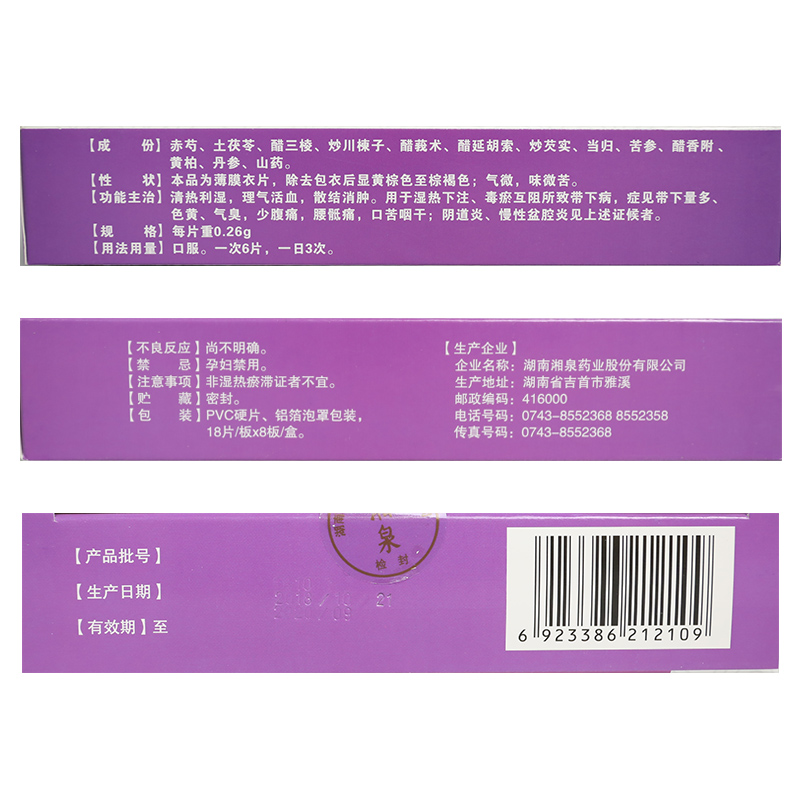 【成 份】赤芍、土茯苓、醋三棱、炒川楝子、醋莪术、醋延胡索、炒芡实、当归、苦参、醋香附、
黄柏、丹参、山药。
【性 状】本品为薄膜衣片，除去包衣后显黄棕色至棕褐色；气微，味微苦。
【功能主治】清热利湿，理气活血，散结消肿。用于湿热下注、毒瘀互阻所致带下病，症见带下量多、
色黄、气臭，少腹痛，腰骶痛，口苦咽干；阴道炎、慢性盆腔炎见上述证候者。
【规 格】每片重0.26g
【用法用量】口服。一次6片，一日3次。
【不良反应】尚不明确。
【禁 忌】孕妇禁用。
【注意事项】非湿热瘀滞证者不宜。
【贮 藏】密封。
【包 装】PVC硬片、铝箔泡罩包装，
18片/板x8板/盒。
【生产企业】
企业名称：湖南湘泉药业股份有限公司
生产地址：湖南省吉首市雅溪
邮政编码：416000
电话号码：0743-8552368 8552358
传真号码：0743-8552368
泉
检封
【产品批号】
【生产日期】
2019/10/21
【有效期】至
6 923386 212109